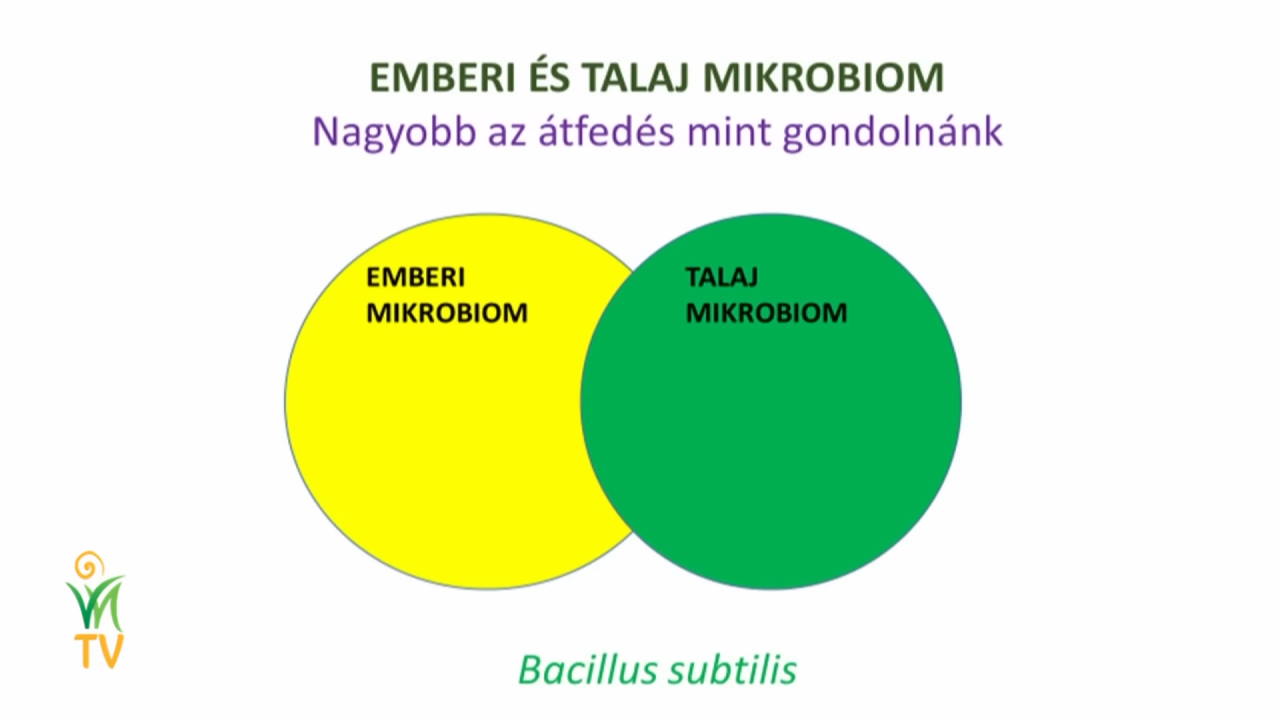 EMBERI ÉS TALAJ MIKROBIOM
Nagyobb az átfedés mint gondolnánk
EMBERI
MIKROBIOM
TALAJ
MIKROBIOM
TV
Bacillus subtilis